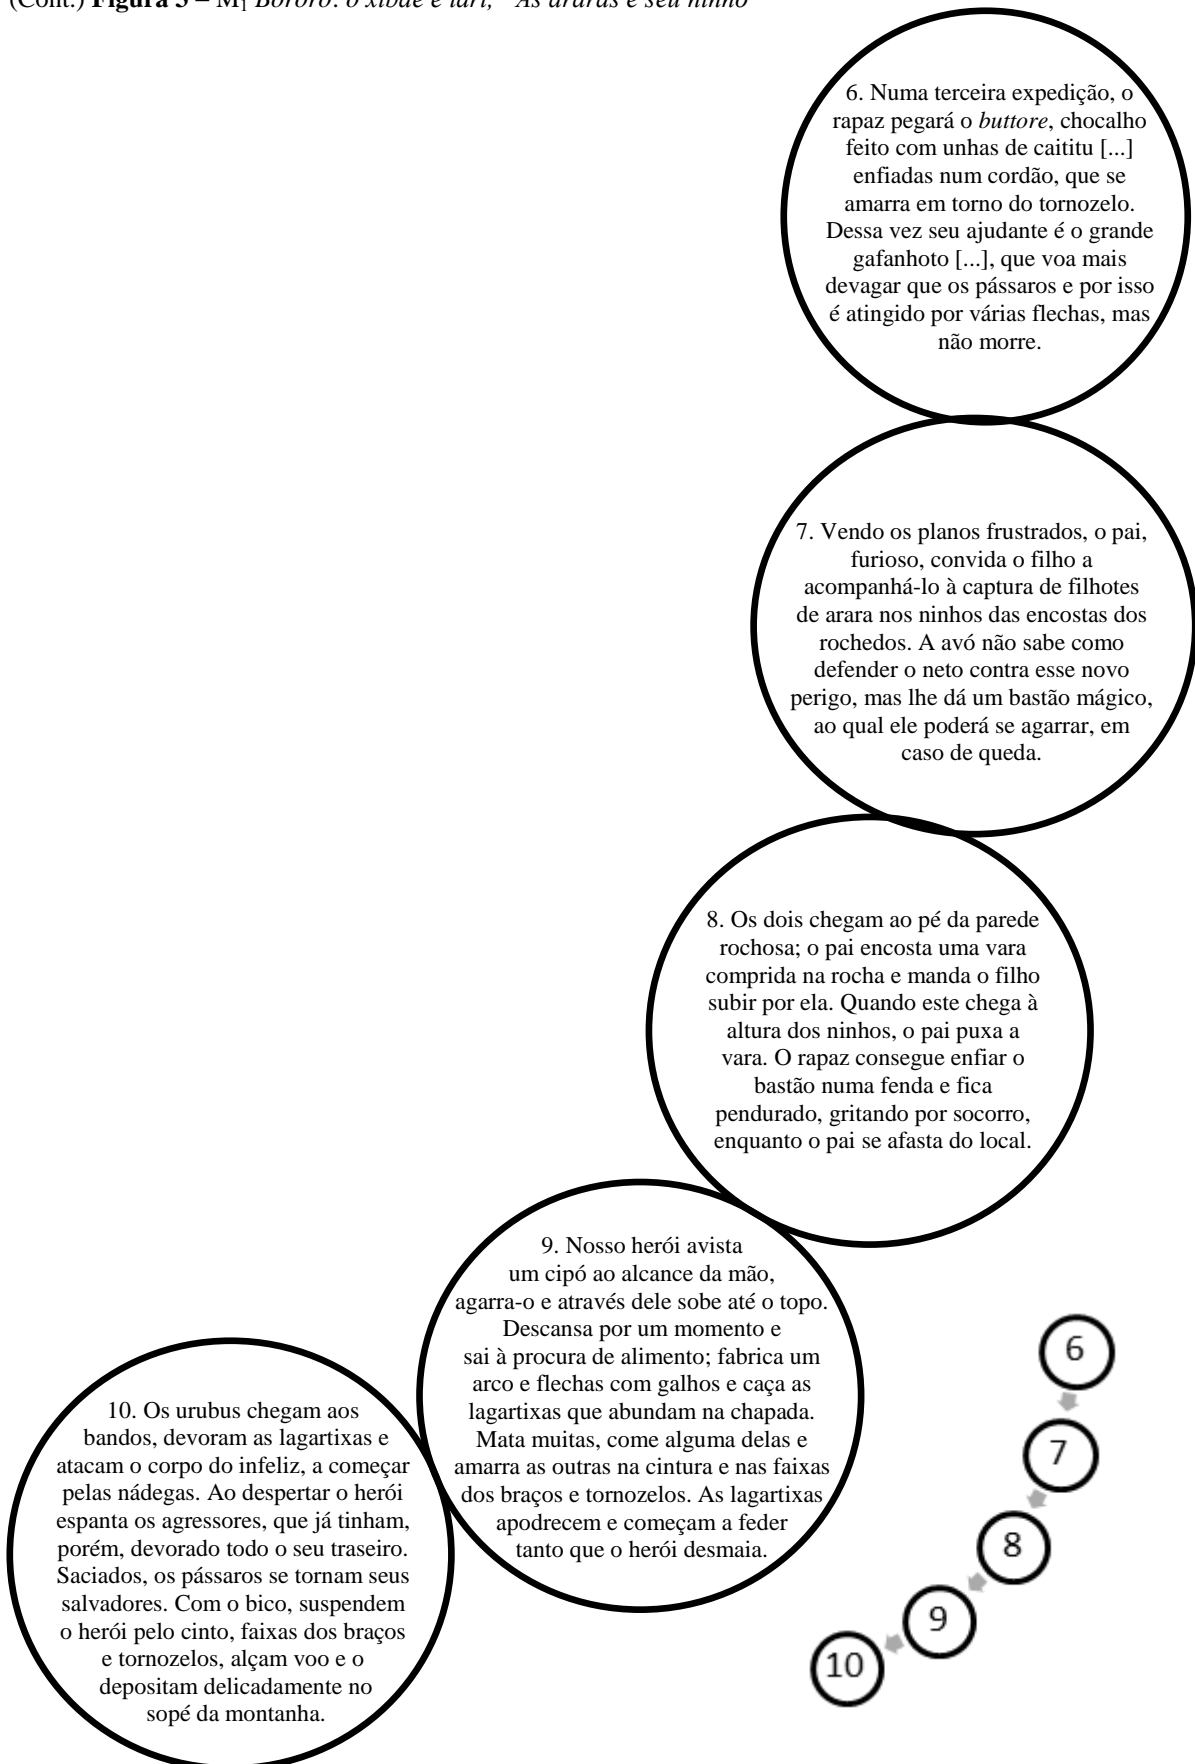 (Cont.) Figura 3 – M1 Bororo: o xibae e iari, “As araras e seu ninho”
6. Numa terceira expedição, o
rapaz pegará o buttore, chocalho
feito com unhas de caititu [...]
enfiadas num cordão, que se
amarra em torno do tornozelo.
Dessa vez seu ajudante é o grande
gafanhoto [...], que voa mais
devagar que os pássaros e por isso
é atingido por várias flechas, mas
não morre.
7. Vendo os planos frustrados, o pai,
furioso, convida o filho a
acompanhá-lo à captura de filhotes
de arara nos ninhos das encostas dos
rochedos. A avó não sabe como
defender o neto contra esse novo
perigo, mas lhe dá um bastão mágico,
ao qual ele poderá se agarrar, em
caso de queda.
8. Os dois chegam ao pé da parede
rochosa; o pai encosta uma vara
comprida na rocha e manda o filho
subir por ela. Quando este chega à
altura dos ninhos, o pai puxa a
vara. O rapaz consegue enfiar o
bastão numa fenda e fica
pendurado, gritando por socorro,
enquanto o pai se afasta do local.
9. Nosso herói avista
um cipó ao alcance da mão,
agarra-o e através dele sobe até o topo.
Descansa por um momento e
sai à procura de alimento; fabrica um
arco e flechas com galhos e caça as
lagartixas que abundam na chapada.
Mata muitas, come alguma delas e
amarra as outras na cintura e nas faixas
dos braços e tornozelos. As lagartixas
apodrecem e começam a feder
tanto que o herói desmaia.
10. Os urubus chegam aos
bandos, devoram as lagartixas e
atacam o corpo do infeliz, a começar
pelas nádegas. Ao despertar o herói
espanta os agressores, que já tinham,
porém, devorado todo o seu traseiro.
Saciados, os pássaros se tornam seus
salvadores. Com o bico, suspendem
o herói pelo cinto, faixas dos braços
e tornozelos, alçam voo e o
depositam delicadamente no
sopé da montanha.
6
7
8
9
10